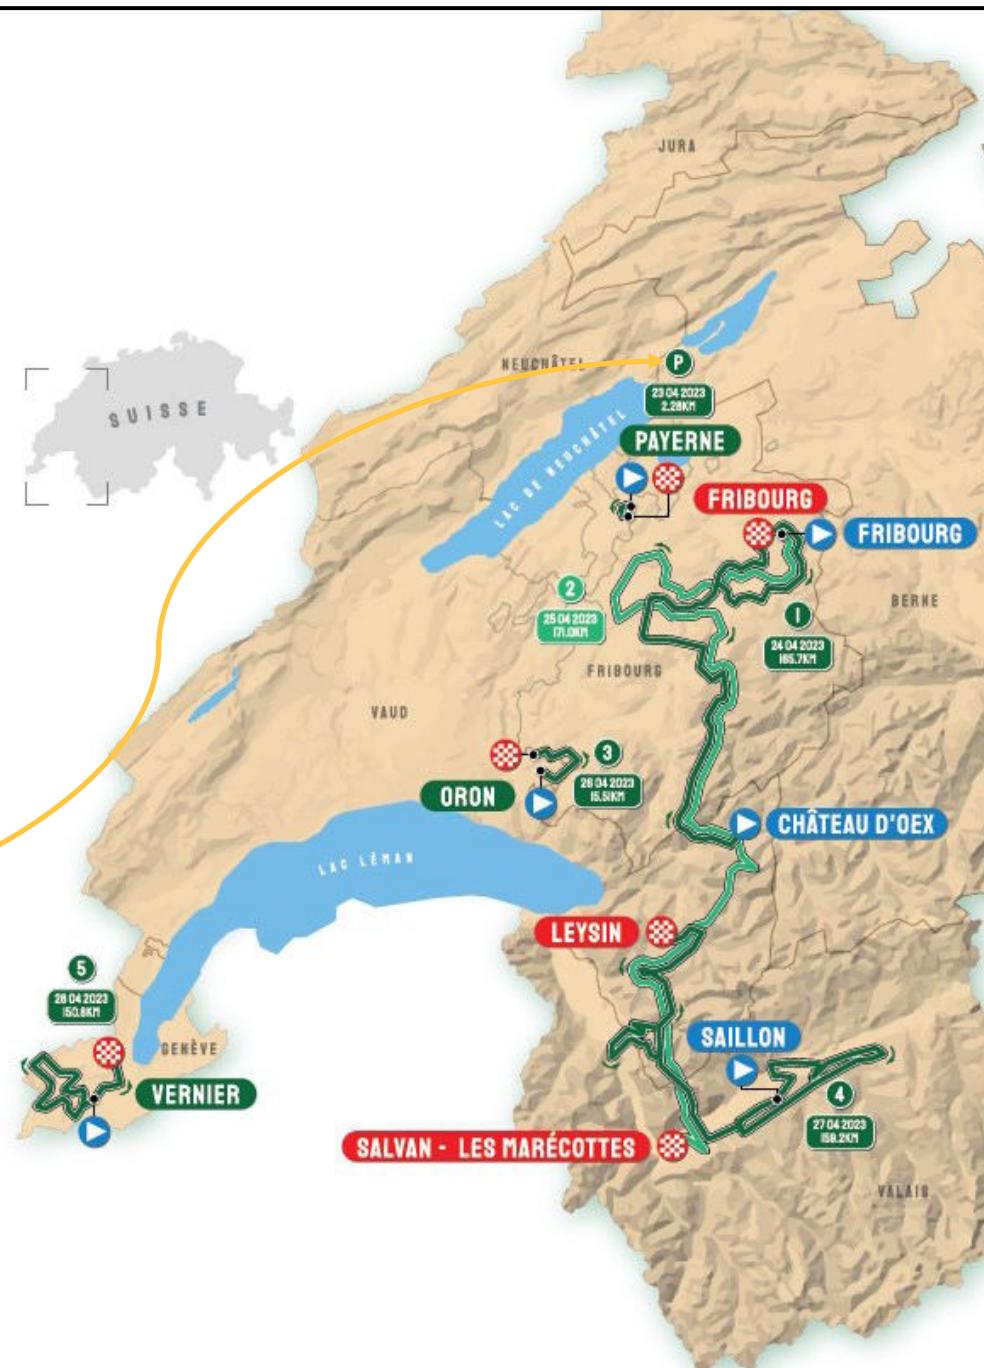 JURA
NEUCHÂTEL
SUISSE
P
23 04 2023
2.28KM
LAC DE NEUCHÂTEL
PAYERNE
FRIBOURG
FRIBOURG
2
25 04 2023
171.0KM
BERNE
1
24 04 2023
165.7KM
FRIBOURG
VAUD
3
26 04 2023
15.51KM
ORON
CHÂTEAU D'OEX
LAC LÉMAN
LEYSIN
5
28 04 2023
150.8KM
GENÈVE
SAILLON
VERNIER
4
27 04 2023
159.2KM
SALVAN - LES MARÉCOTTES
VALAIS